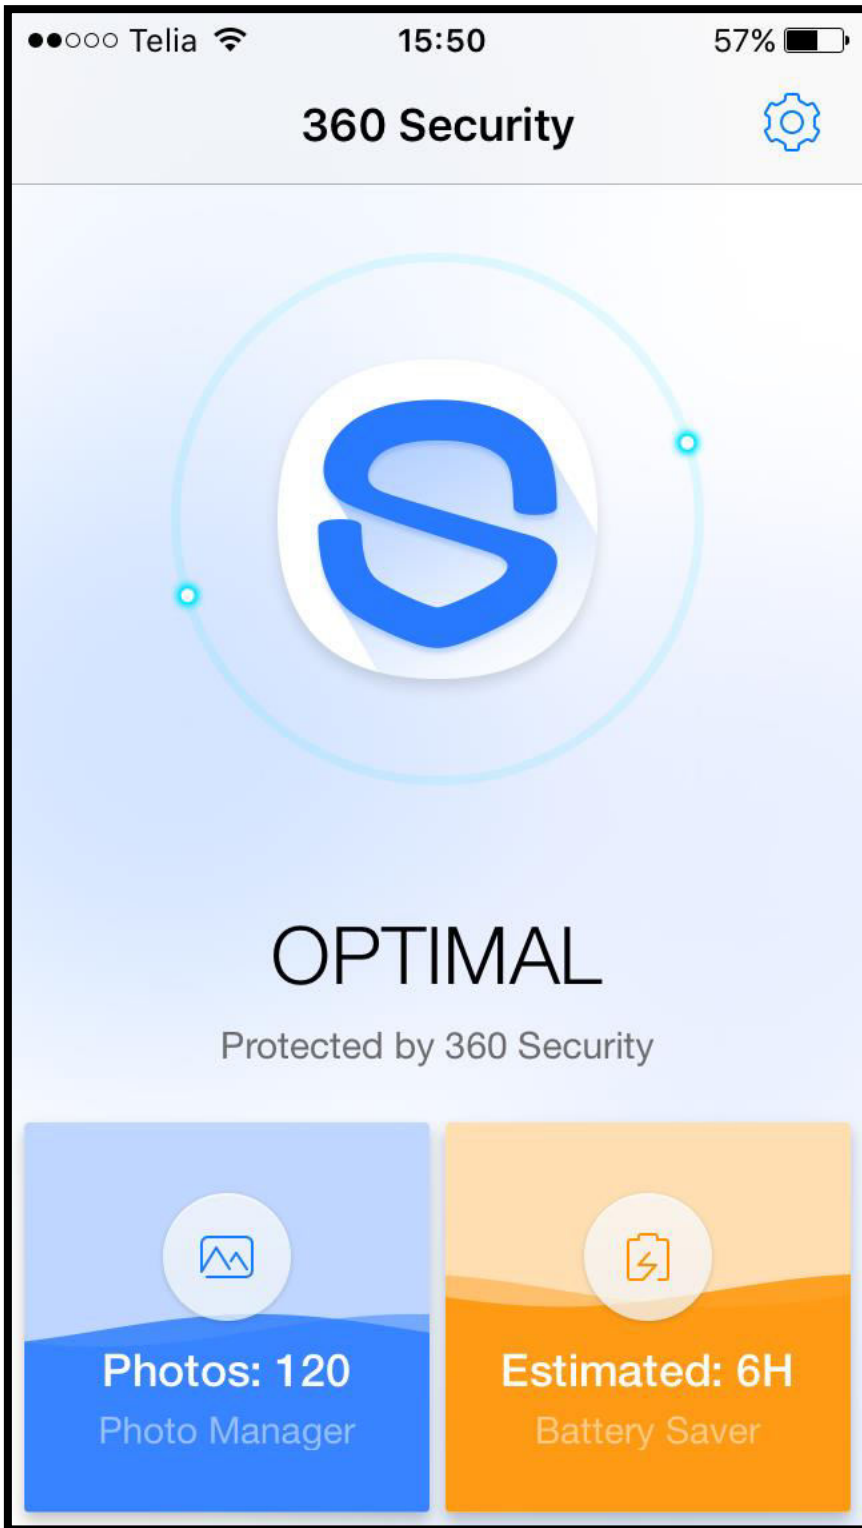 Telia 15:50 57%
360 Security
OPTIMAL
Protected by 360 Security
Photos: 120
Photo Manager
Estimated: 6H
Battery Saver